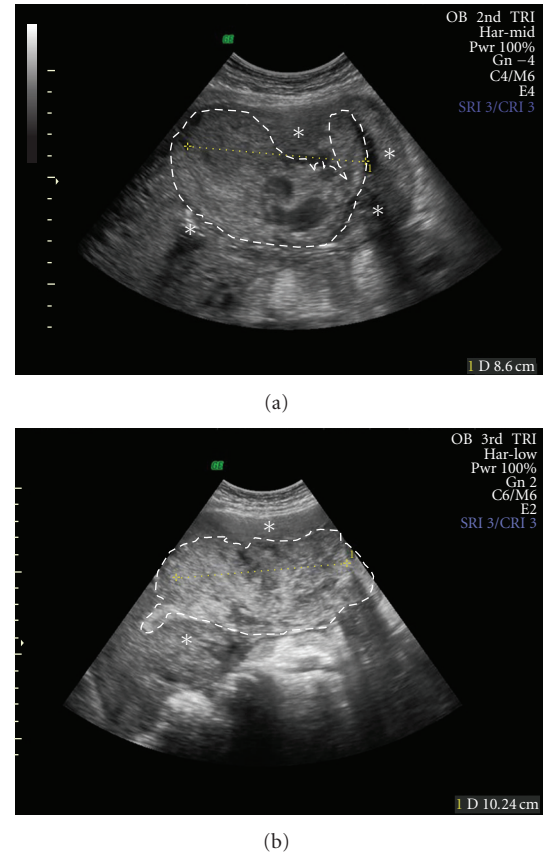 OB 2nd TRI
Har-mid
Pwr 100%
Gn −4
C4/M6
E4
SRI 3/CRI 3
*
*
*
*
1
1 D 8.6 cm
(a)
OB 3rd TRI
Har-low
Pwr 100%
Gn 2
C6/M6
E2
SRI 3/CRI 3
*
1
*
1 D 10.24 cm
(b)